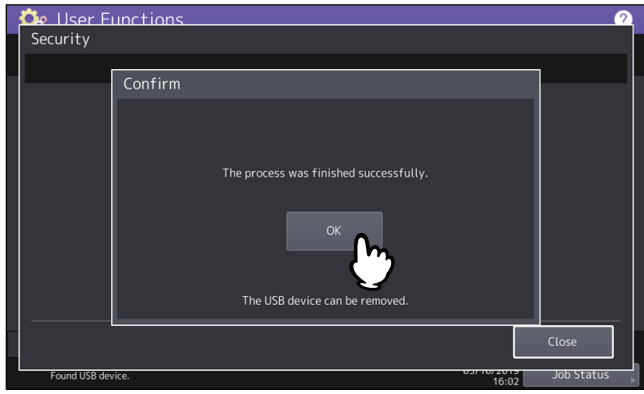 User Functions ?
Security
Confirm
The process was finished successfully.
OK
The USB device can be removed.
Close
Found USB device.
16:02
Job Status